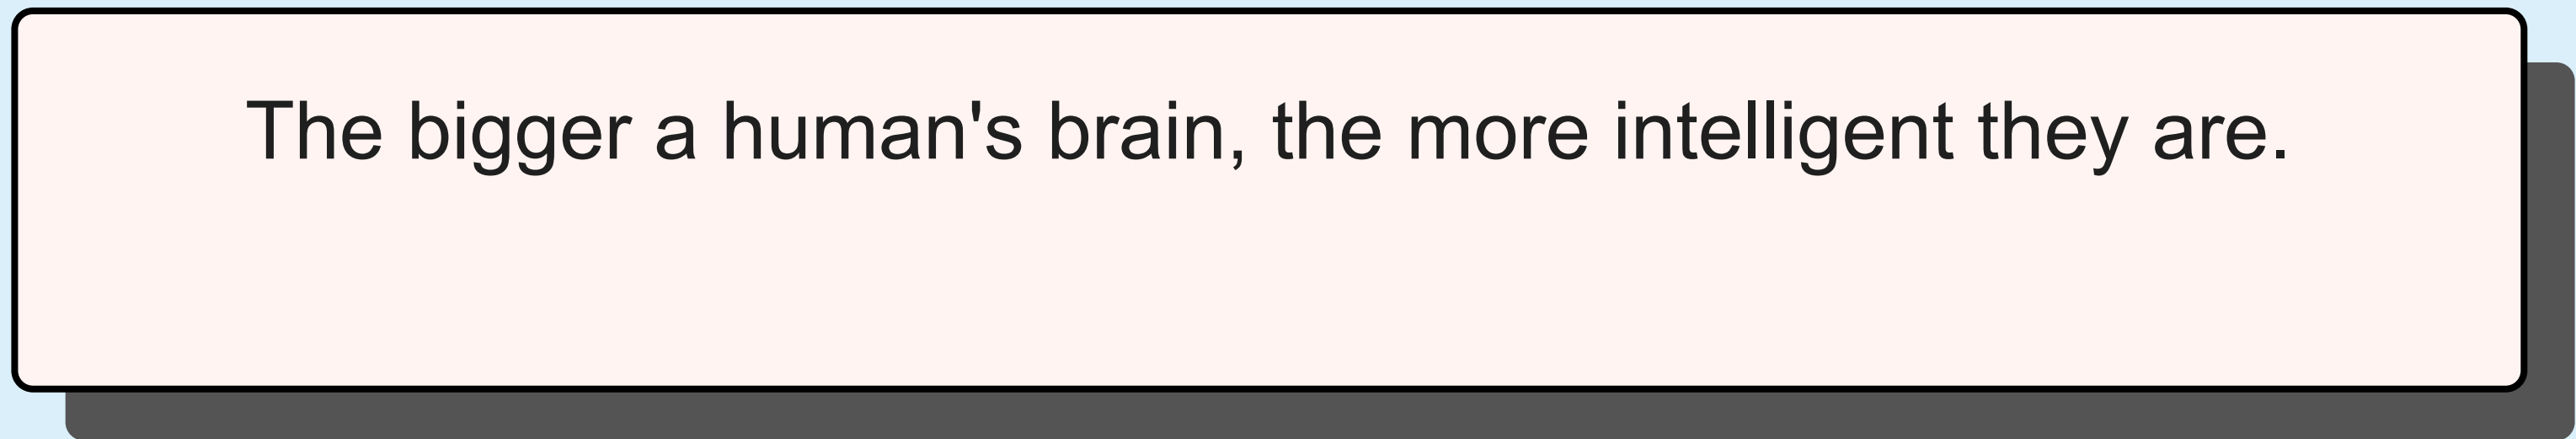 The bigger a human's brain, the more intelligent they are.